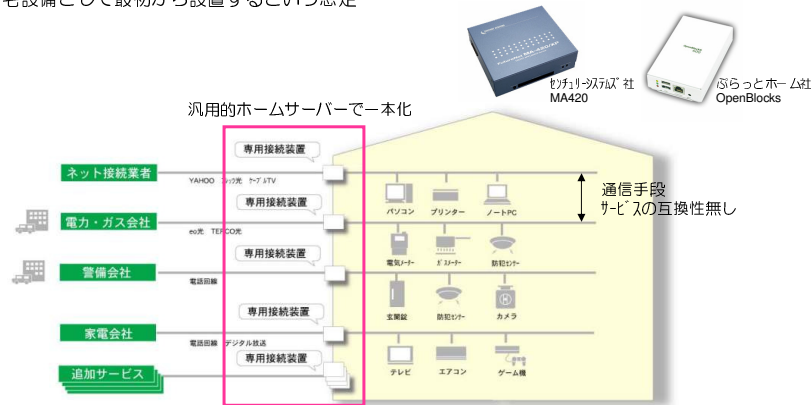 宅設備として最初から設置するという想定
ｾﾝﾁｭﾘｰｼｽﾃﾑｽﾞ社
MA420
ぷらっとホーム社
OpenBlocks
汎用的ホームサーバーで一本化
専用接続装置
ネット接続業者
YAHOO フレッツ光 ケーブルTV
専用接続装置
パソコン
プリンター
ノートPC
通信手段
ｻｰﾋﾞｽの互換性無し
電力・ガス会社
eo光 TEPCO光
専用接続装置
電気ﾒｰﾀｰ
ｶﾞｽﾒｰﾀｰ
防犯ｾﾝｻｰ
警備会社
電話回線
専用接続装置
玄関錠
防犯ｾﾝｻｰ
カメラ
家電会社
電話回線 デジタル放送
専用接続装置
テレビ
エアコン
ゲーム機
追加サービス